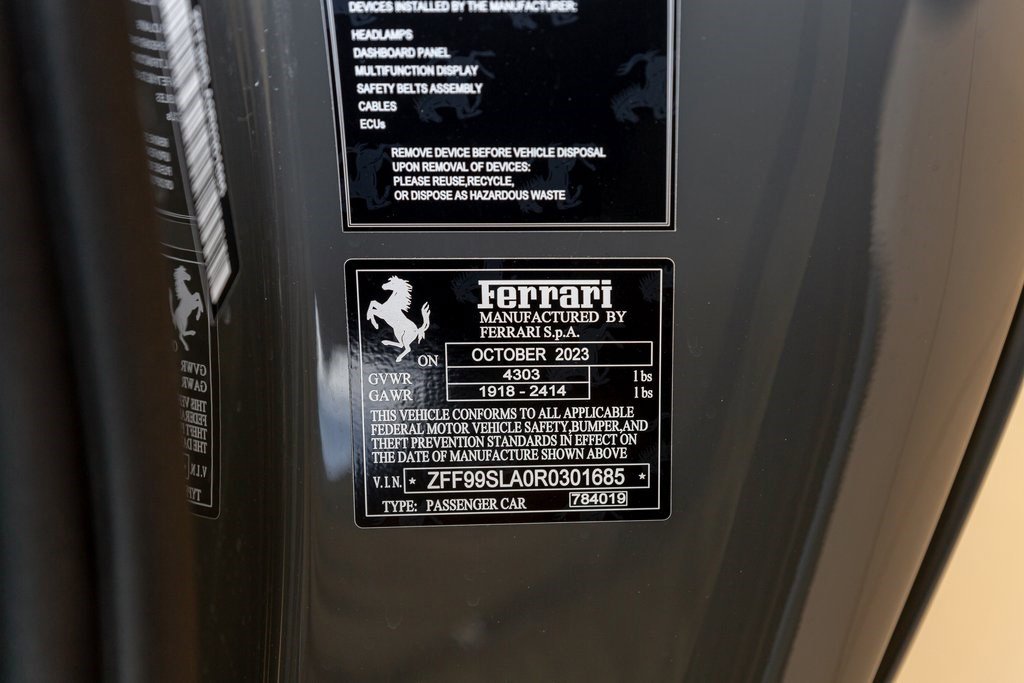 DEVICES INSTALLED BY THE MANUFACTURER:
HEADLAMPS
DASHBOARD PANEL
MULTIFUNCTION DISPLAY
SAFETY BELTS ASSEMBLY
CABLES
ECUs
REMOVE DEVICE BEFORE VEHICLE DISPOSAL
UPON REMOVAL OF DEVICES:
PLEASE REUSE,RECYCLE,
OR DISPOSE AS HAZARDOUS WASTE
Ferrari
MANUFACTURED BY
FERRARI S.p.A.
ON OCTOBER 2023
GVWR 4303 lbs
GAWR 1918 - 2414 lbs
THIS VEHICLE CONFORMS TO ALL APPLICABLE
FEDERAL MOTOR VEHICLE SAFETY,BUMPER,AND
THEFT PREVENTION STANDARDS IN EFFECT ON
THE DATE OF MANUFACTURE SHOWN ABOVE
V.I.N. * ZFF99SLA0R0301685 *
TYPE: PASSENGER CAR 784019